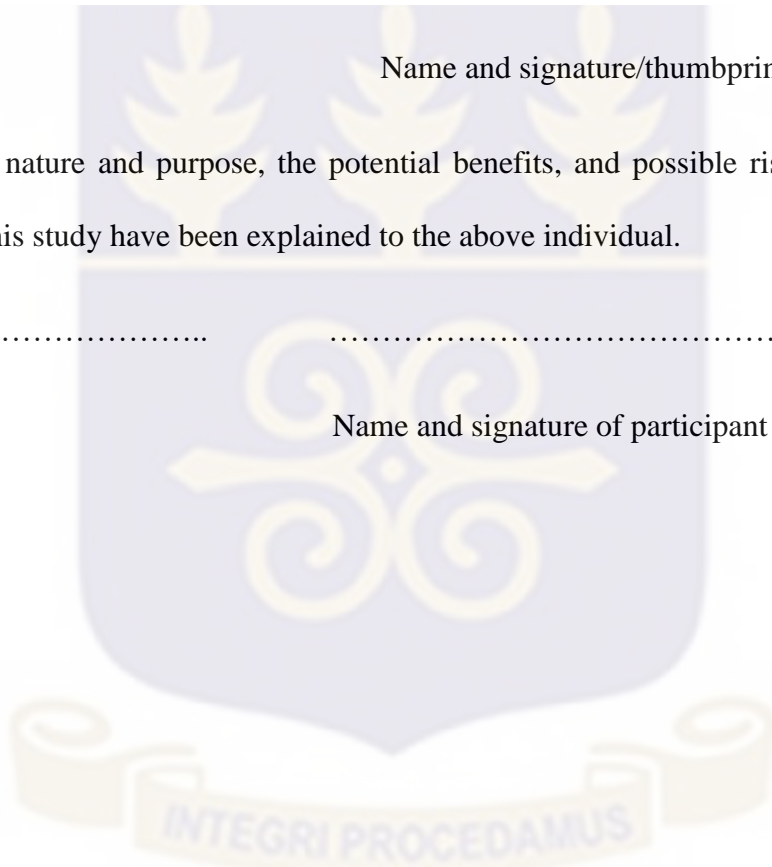 Name and signature/thumbprin
nature and purpose, the potential benefits, and possible ris
his study have been explained to the above individual.
………………….. ……………………………………
Name and signature of participant
INTEGRI PROCEDAMUS